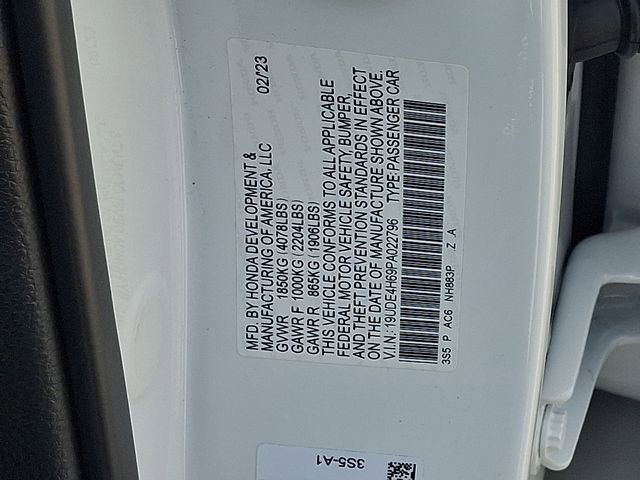 MFD. BY HONDA DEVELOPMENT & 02/23
MANUFACTURING OF AMERICA, LLC
GVWR 1850KG (4078LBS)
GAWR F 1000KG (2204LBS)
GAWR R 865KG (1906LBS)
THIS VEHICLE CONFORMS TO ALL APPLICABLE
FEDERAL MOTOR VEHICLE SAFETY BUMPER,
AND THEFT PREVENTION STANDARDS IN EFFECT
ON THE DATE OF MANUFACTURE SHOWN ABOVE.
V.I.N.: 19UDE4H69PA022796 TYPE:PASSENGER CAR
3S5 P AC6 NH883P Z A
3S5-A1